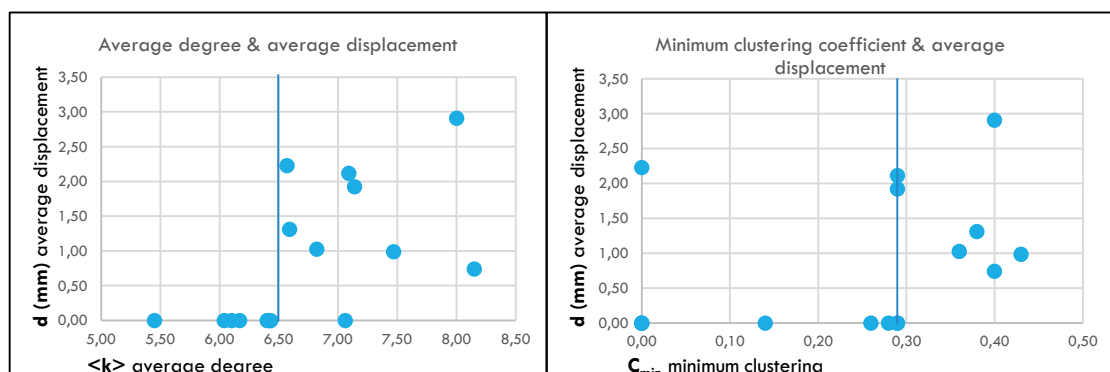 Average degree & average displacement
d (mm) average displacement
3,50
3,00
2,50
2,00
1,50
1,00
0,50
0,00
5,00 5,50 6,00 6,50 7,00 7,50 8,00 8,50
<k> average degree
Minimum clustering coefficient & average
displacement
d (mm) average displacement
3,50
3,00
2,50
2,00
1,50
1,00
0,50
0,00
0,00 0,10 0,20 0,30 0,40 0,50
Cmin minimum clustering